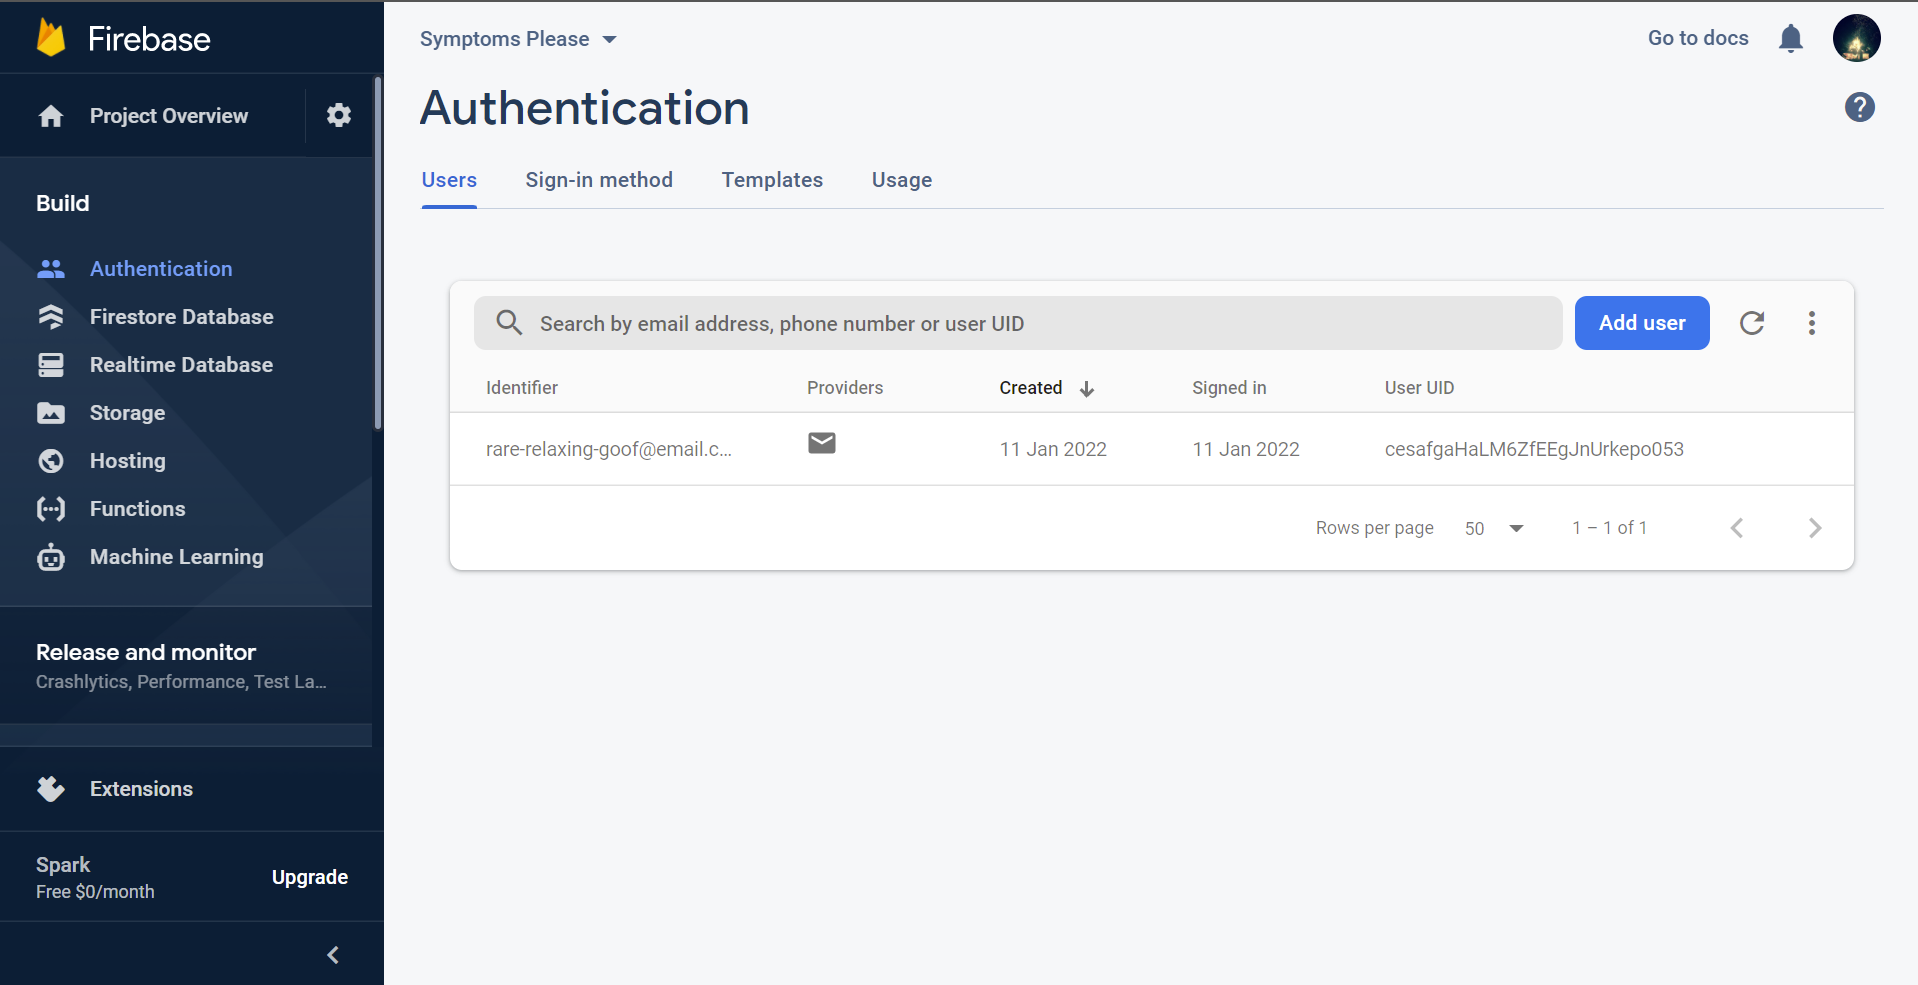 Firebase
Project Overview
Build
Authentication
Firestore Database
Realtime Database
Storage
Hosting
Functions
Machine Learning
Release and monitor
Crashlytics, Performance, Test La...
Extensions
Spark
Free $0/month
Upgrade
Symptoms Please
Go to docs
Authentication
Users Sign-in method Templates Usage
Search by email address, phone number or user UID
Add user
Identifier Providers Created Signed in User UID
rare-relaxing-goof@email.c... 11 Jan 2022 11 Jan 2022 cesafgaHaLM6ZfEEgJnUrkepo053
Rows per page 50 1 – 1 of 1